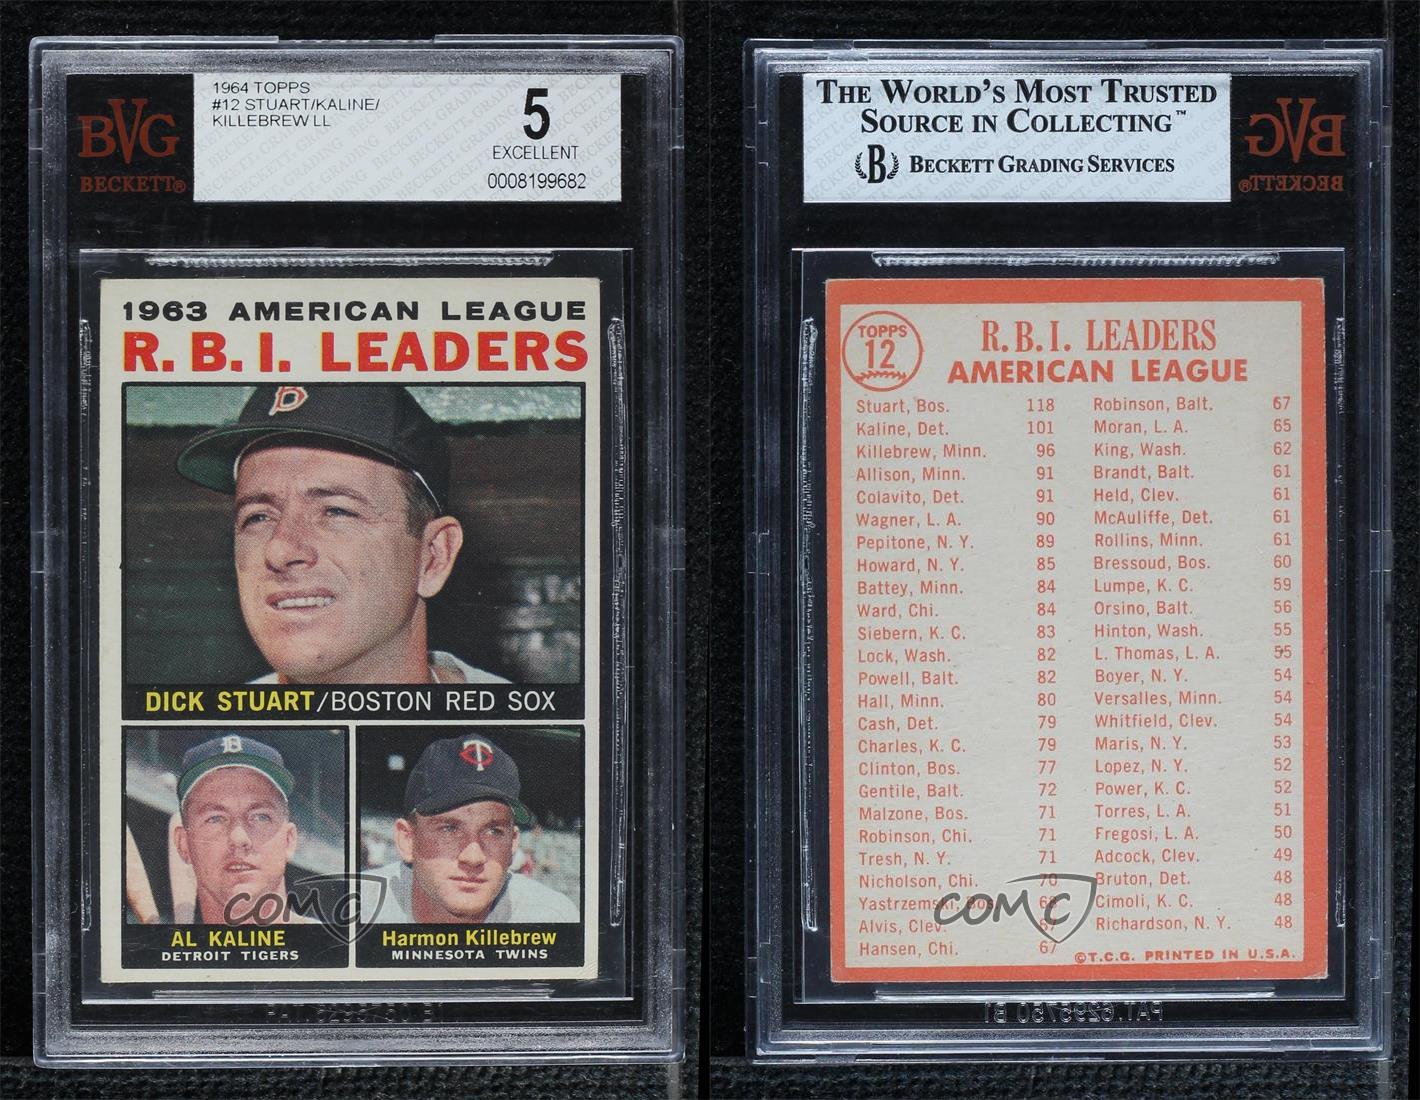 1964 TOPPS
#12 STUART/KALINE/
KILLEBREW LL
5
EXCELLENT
0008199682
BVG
BECKETT®
1963 AMERICAN LEAGUE
R. B. I. LEADERS
D
DICK STUART/BOSTON RED SOX
AL KALINE
DETROIT TIGERS
Harmon Killebrew
MINNESOTA TWINS
COMC
THE WORLD'S MOST TRUSTED
SOURCE IN COLLECTING™
B BECKETT GRADING SERVICES
BVG
BECKETT®
TOPPS
12
R. B. I. LEADERS
AMERICAN LEAGUE
Stuart, Bos. 118
Kaline, Det. 101
Killebrew, Minn. 96
Allison, Minn. 91
Colavito, Det. 91
Wagner, L. A. 90
Pepitone, N. Y. 89
Howard, N. Y. 85
Battey, Minn. 84
Ward, Chi. 84
Siebern, K. C. 83
Lock, Wash. 82
Powell, Balt. 82
Hall, Minn. 80
Cash, Det. 79
Charles, K. C. 79
Clinton, Bos. 77
Gentile, Balt. 72
Malzone, Bos. 71
Robinson, Chi. 71
Tresh, N. Y. 71
Nicholson, Chi. 70
Yastrzemski, Bos. 68
Alvis, Clev. 67
Hansen, Chi. 67
Robinson, Balt. 67
Moran, L. A. 65
King, Wash. 62
Brandt, Balt. 61
Held, Clev. 61
McAuliffe, Det. 61
Rollins, Minn. 61
Bressoud, Bos. 60
Lumpe, K. C. 59
Orsino, Balt. 56
Hinton, Wash. 55
L. Thomas, L. A. 55
Boyer, N. Y. 54
Versalles, Minn. 54
Whitfield, Clev. 54
Maris, N. Y. 53
Lopez, N. Y. 52
Power, K. C. 52
Torres, L. A. 51
Fregosi, L. A. 50
Adcock, Clev. 49
Bruton, Det. 48
Cimoli, K. C. 48
Richardson, N. Y. 48
©T.C.G. PRINTED IN U.S.A.
COMC
PAT. 6295750 B1